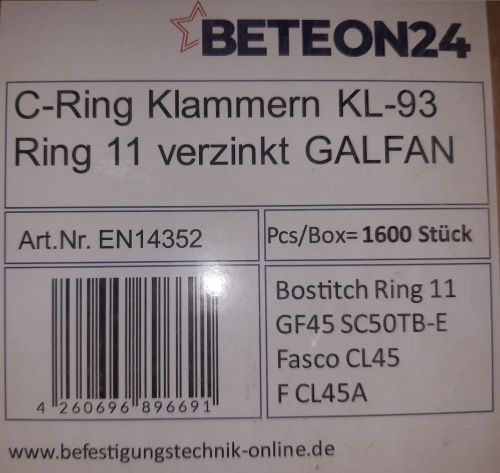 BETEON24
C-Ring Klammern KL-93
Ring 11 verzinkt GALFAN
Art.Nr. EN14352
Pcs/Box= 1600 Stück
Bostitch Ring 11
GF45 SC50TB-E
Fasco CL45
F CL45A
4 260696 896691
www.befestigungstechnik-online.de